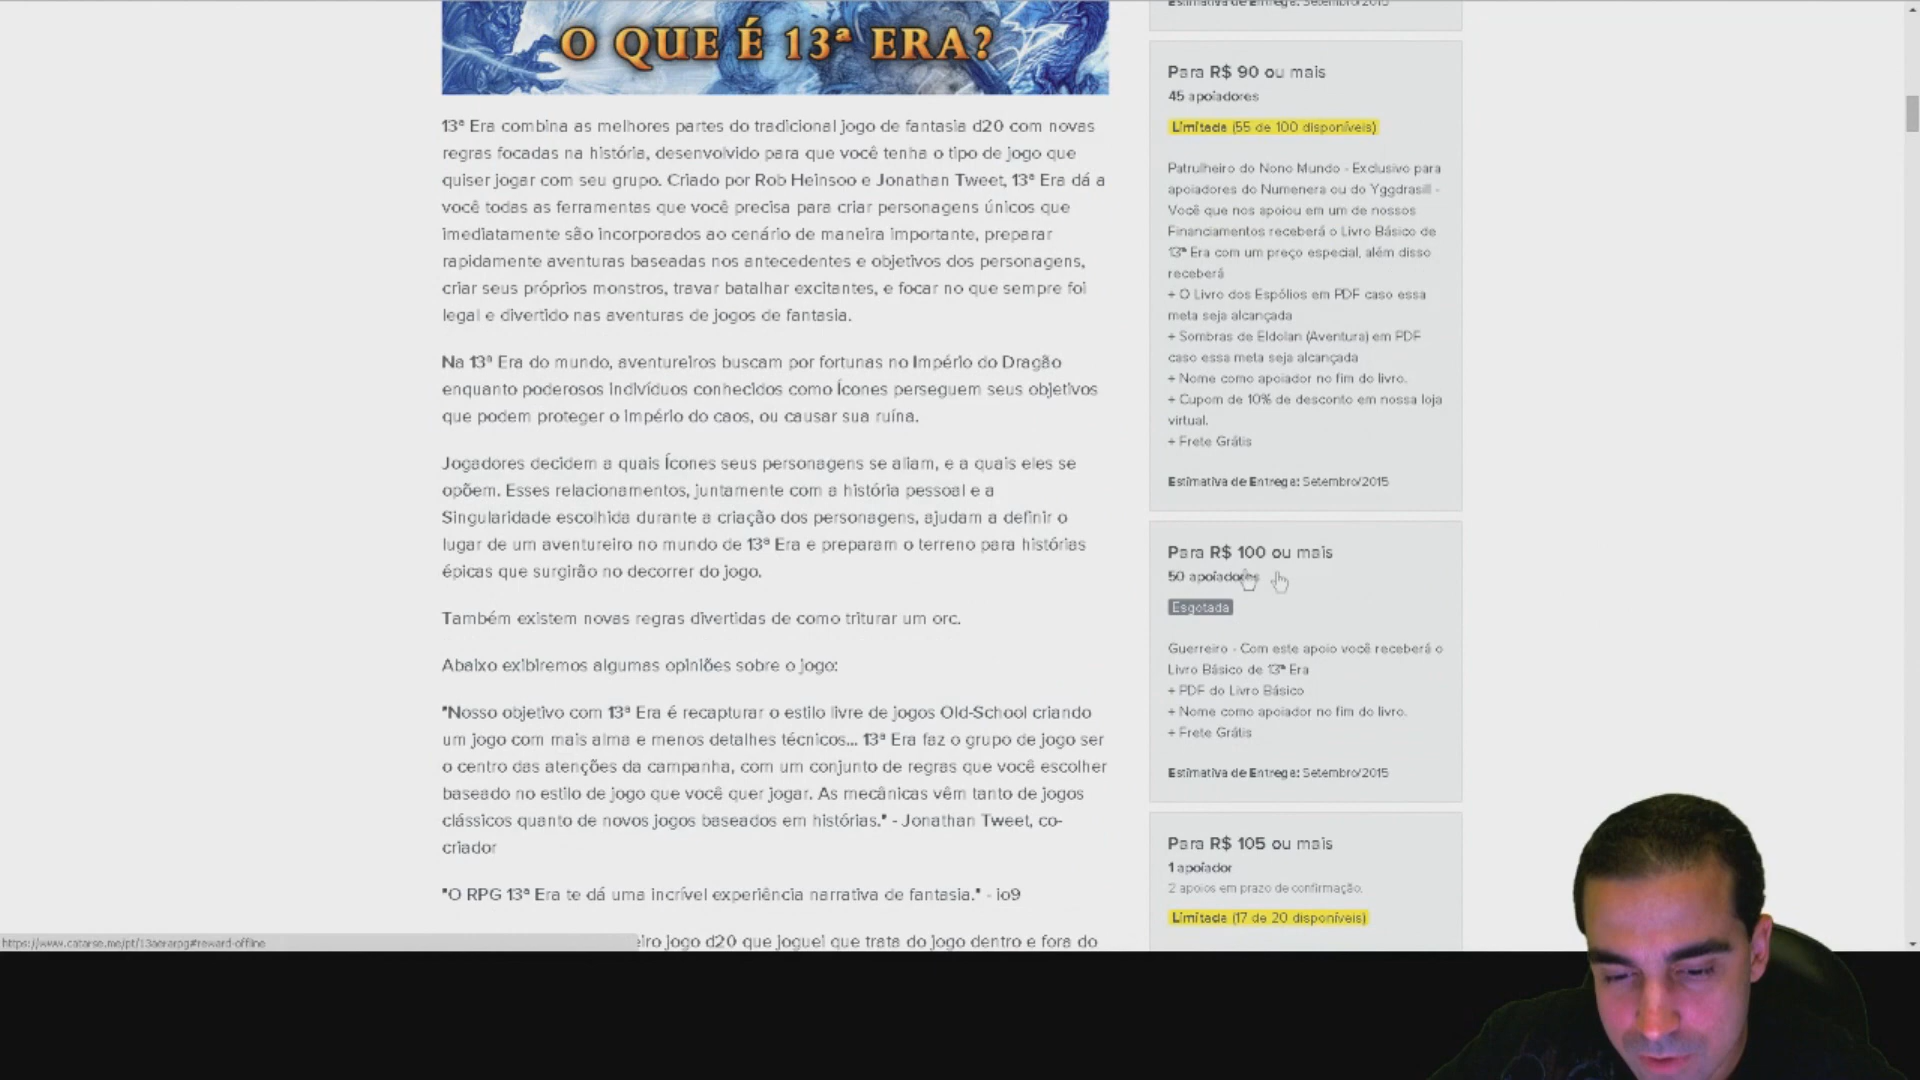 O QUE É 13ª ERA?
13ª Era combina as melhores partes do tradicional jogo de fantasia d20 com novas
regras focadas na história, desenvolvido para que você tenha o tipo de jogo que
quiser jogar com seu grupo. Criado por Rob Heinsoo e Jonathan Tweet, 13ª Era dá a
você todas as ferramentas que você precisa para criar personagens únicos que
imediatamente são incorporados ao cenário de maneira importante, preparar
rapidamente aventuras baseadas nos antecedentes e objetivos dos personagens,
criar seus próprios monstros, travar batalhar excitantes, e focar no que sempre foi
legal e divertido nas aventuras de jogos de fantasia.
Na 13ª Era do mundo, aventureiros buscam por fortunas no Império do Dragão
enquanto poderosos indivíduos conhecidos como Ícones perseguem seus objetivos
que podem proteger o império do caos, ou causar sua ruína.
Jogadores decidem a quais Ícones seus personagens se aliam, e a quais eles se
opõem. Esses relacionamentos, juntamente com a história pessoal e a
Singularidade escolhida durante a criação dos personagens, ajudam a definir o
lugar de um aventureiro no mundo de 13ª Era e preparam o terreno para histórias
épicas que surgirão no decorrer do jogo.
Também existem novas regras divertidas de como triturar um orc.
Abaixo exibiremos algumas opiniões sobre o jogo:
"Nosso objetivo com 13ª Era é recapturar o estilo livre de jogos Old-School criando
um jogo com mais alma e menos detalhes técnicos... 13ª Era faz o grupo de jogo ser
o centro das atenções da campanha, com um conjunto de regras que você escolher
baseado no estilo de jogo que você quer jogar. As mecânicas vêm tanto de jogos
clássicos quanto de novos jogos baseados em histórias." - Jonathan Tweet, co-
criador
"O RPG 13ª Era te dá uma incrível experiência narrativa de fantasia." - io9
eiro jogo d20 que joguei que trata do jogo dentro e fora do
https://www.catarse.me/pt/13aerarpg#reward-offline
Estimativa de Entrega: Setembro/2015
Para R$ 90 ou mais
45 apoiadores
Limitada (55 de 100 disponíveis)
Patrulheiro do Nono Mundo - Exclusivo para
apoiadores do Numenera ou do Yggdrasill -
Você que nos apoiou em um de nossos
Financiamentos receberá o Livro Básico de
13ª Era com um preço especial, além disso
receberá
+ O Livro dos Espólios em PDF caso essa
meta seja alcançada
+ Sombras de Eldolan (Aventura) em PDF
caso essa meta seja alcançada
+ Nome como apoiador no fim do livro.
+ Cupom de 10% de desconto em nossa loja
virtual.
+ Frete Grátis
Estimativa de Entrega: Setembro/2015
Para R$ 100 ou mais
50 apoiadores
Esgotada
Guerreiro - Com este apoio você receberá o
Livro Básico de 13ª Era
+ PDF do Livro Básico
+ Nome como apoiador no fim do livro.
+ Frete Grátis
Estimativa de Entrega: Setembro/2015
Para R$ 105 ou mais
1 apoiador
2 apoios em prazo de confirmação.
Limitada (17 de 20 disponíveis)